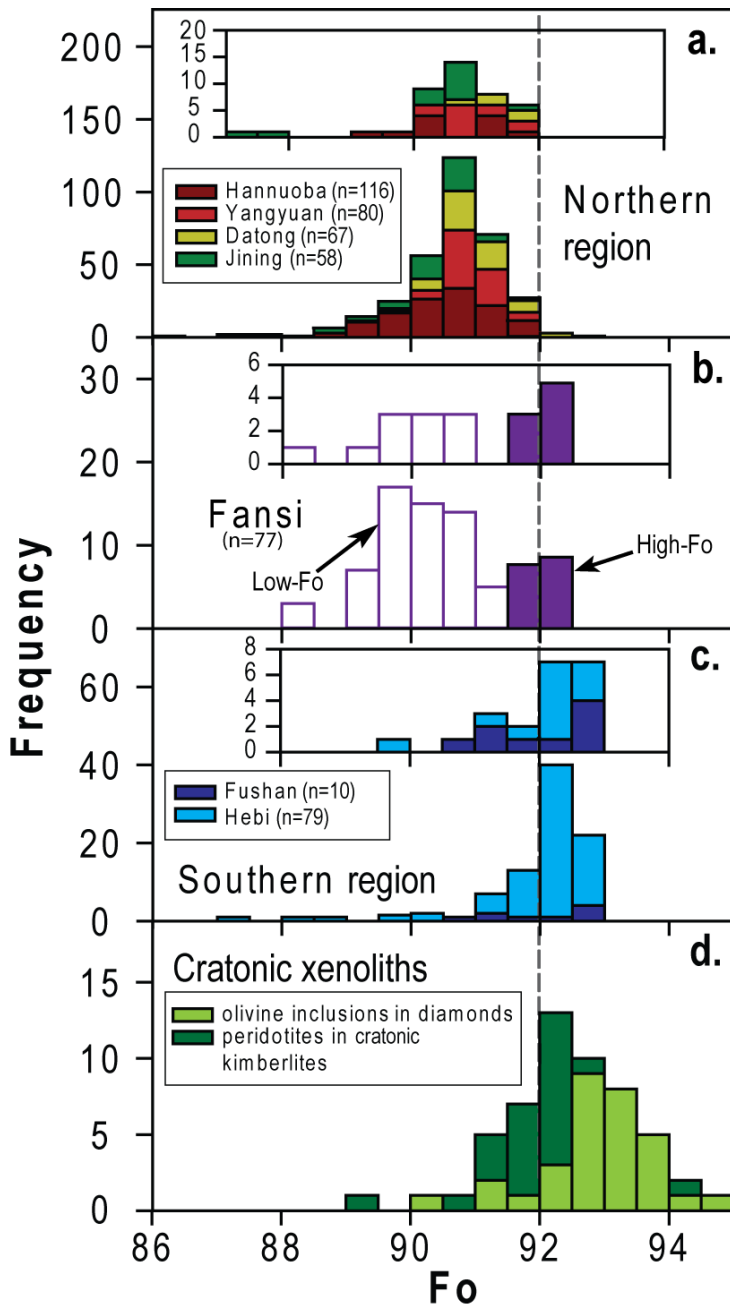 a.
20
15
10
5
0
200
150
100
50
0
Hannuoba (n=116)
Yangyuan (n=80)
Datong (n=67)
Jining (n=58)
Northern
region
b.
6
4
2
0
30
20
10
0
Fansi
(n=77)
Low-Fo
High-Fo
Frequency
c.
8
6
4
2
0
60
40
20
0
Fushan (n=10)
Hebi (n=79)
Southern region
d.
Cratonic xenoliths
olivine inclusions in diamonds
peridotites in cratonic
kimberlites
15
10
5
0
86 88 90 92 94
Fo